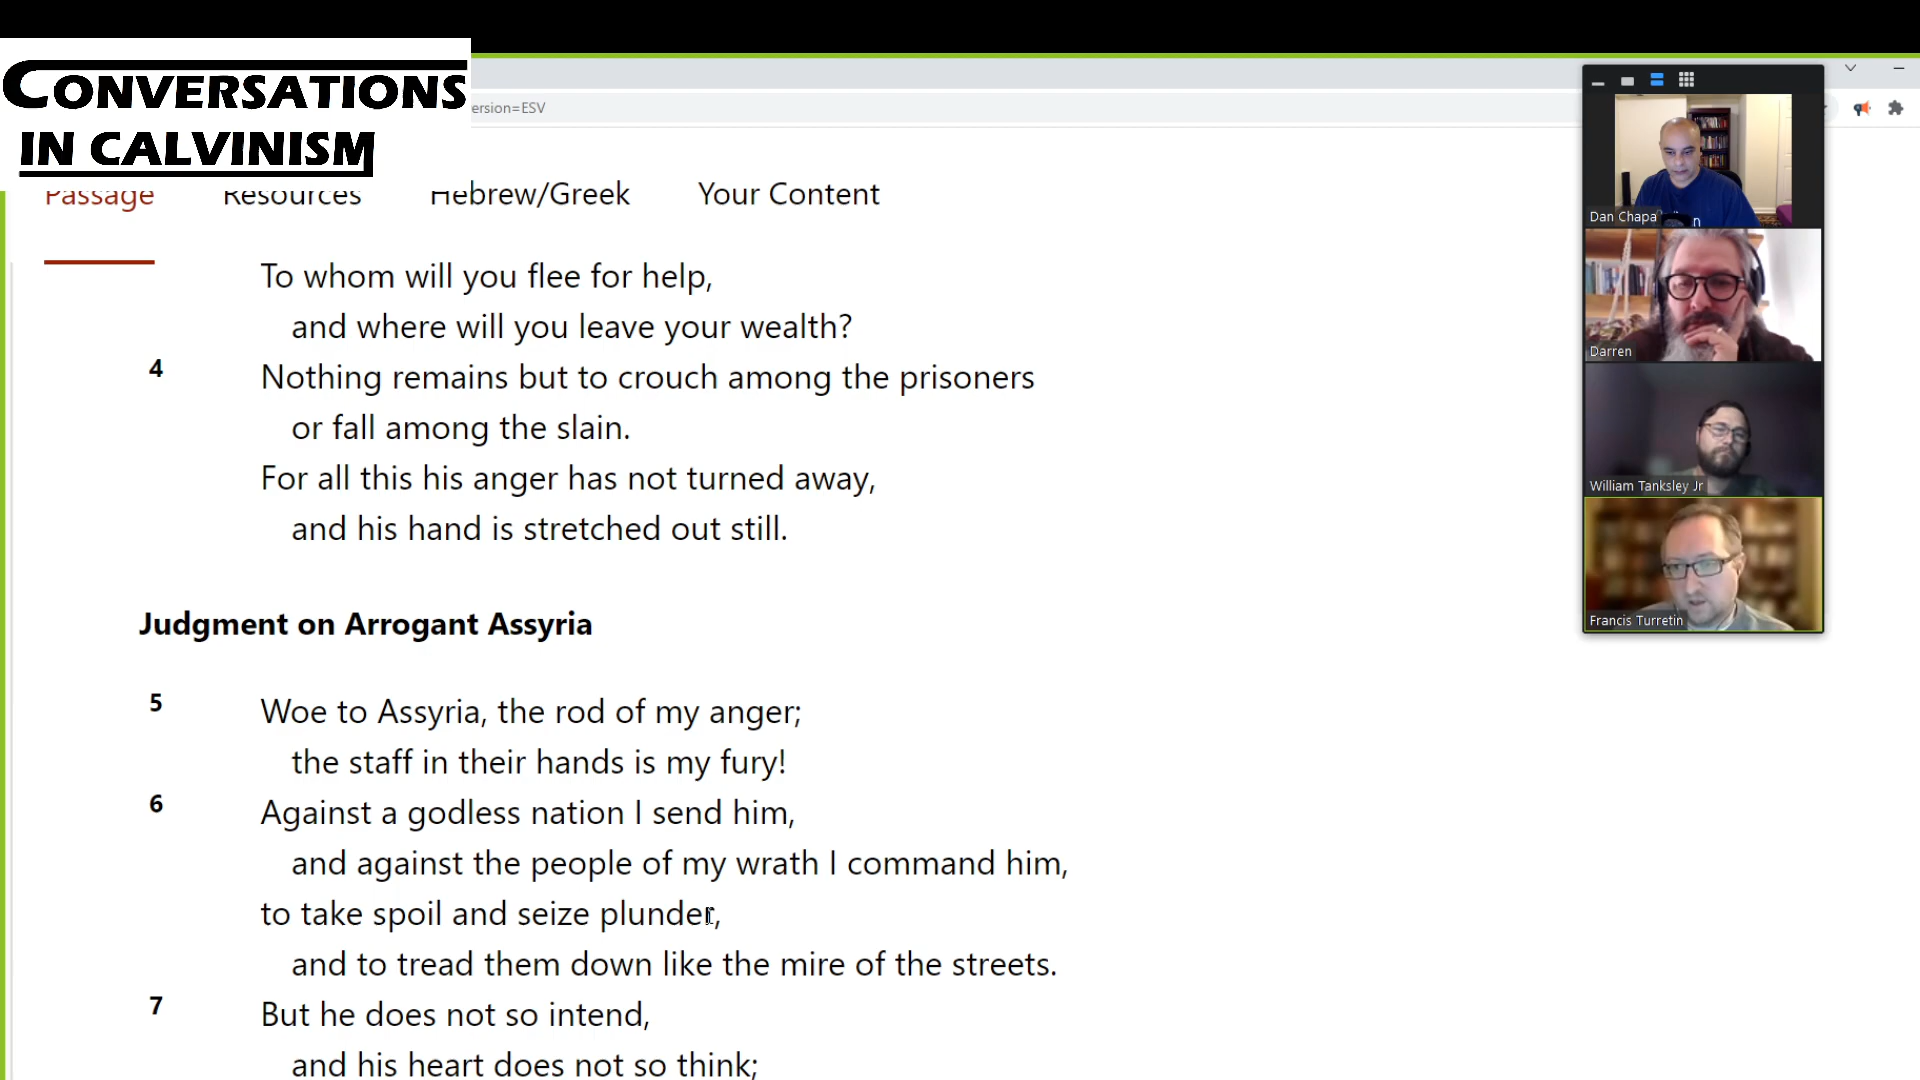 CONVERSATIONS
IN CALVINISM
ersion=ESV
Passage
Resources
Hebrew/Greek
Your Content
To whom will you flee for help,
and where will you leave your wealth?
4
Nothing remains but to crouch among the prisoners
or fall among the slain.
For all this his anger has not turned away,
and his hand is stretched out still.
Judgment on Arrogant Assyria
5
Woe to Assyria, the rod of my anger;
the staff in their hands is my fury!
6
Against a godless nation I send him,
and against the people of my wrath I command him,
to take spoil and seize plunder,
and to tread them down like the mire of the streets.
7
But he does not so intend,
and his heart does not so think;
Dan Chapa
Darren
William Tanksley Jr
Francis Turretin